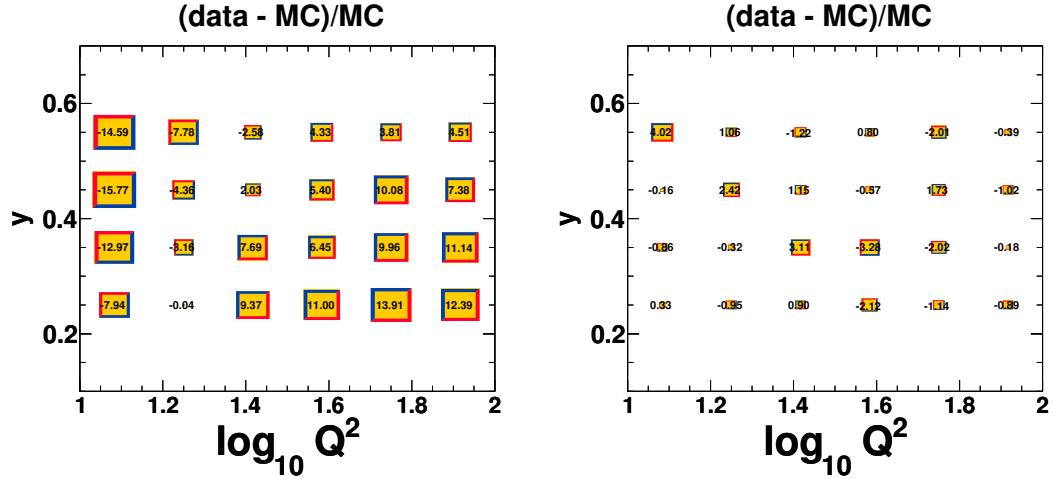 (data - MC)/MC
0.6
0.4
0.2
y
-14.59 -7.78 -2.58 4.33 3.81 4.51
-15.77 -4.36 2.03 5.40 10.08 7.38
-12.97 -3.16 7.69 6.45 9.96 11.14
-7.94 -0.04 9.37 11.00 13.91 12.39
1 1.2 1.4 1.6 1.8 2
log₁₀ Q²
(data - MC)/MC
0.6
0.4
0.2
y
4.02 1.06 -1.22 0.80 -2.01 -0.39
-0.16 2.42 1.15 -0.57 1.73 -1.02
-0.86 -0.32 3.11 -3.28 -2.02 -0.18
0.33 -0.95 0.90 -2.12 -1.14 -0.89
1 1.2 1.4 1.6 1.8 2
log₁₀ Q²